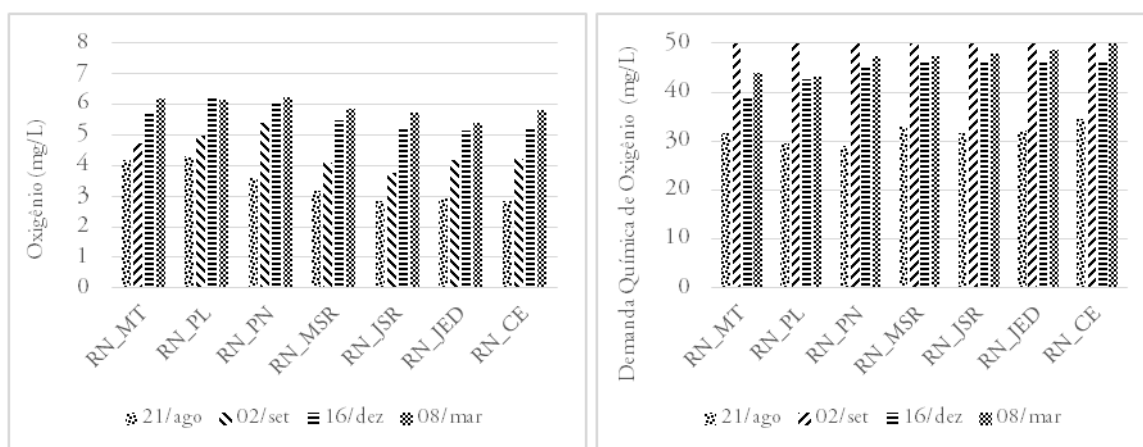 Oxigênio (mg/L)
8
7
6
5
4
3
2
1
0
RN_MT
RN_PL
RN_PN
RN_MSR
RN_JSR
RN_JED
RN_CE
21/ago 02/set 16/dez 08/mar
Demanda Química de Oxigênio (mg/L)
50
40
30
20
10
0
RN_MT
RN_PL
RN_PN
RN_MSR
RN_JSR
RN_JED
RN_CE
21/ago 02/set 16/dez 08/mar